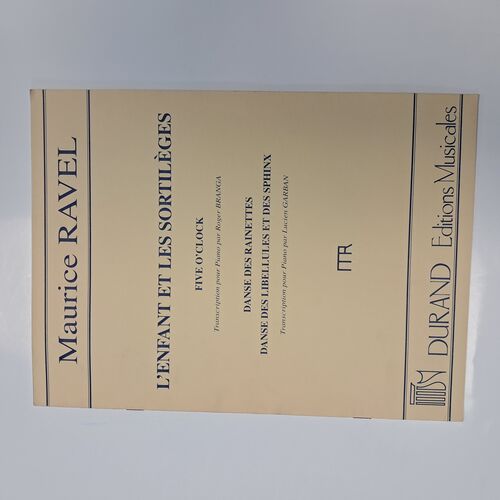 Maurice RAVEL
L'ENFANT ET LES SORTILÈGES
FIVE O'CLOCK
Transcription pour Piano par Roger BRANGA
DANSE DES RAINETTES
DANSE DES LIBELLULES ET DES SPHINX
Transcription pour Piano par Lucien GARBAN
MR
DURAND Editions Musicales